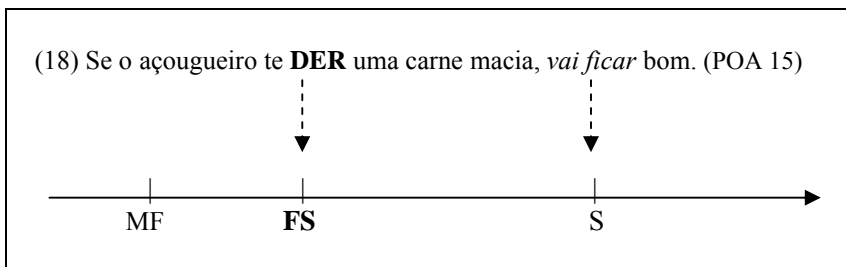 (18) Se o açougueiro te DER uma carne macia, vai ficar bom. (POA 15)
MF FS S